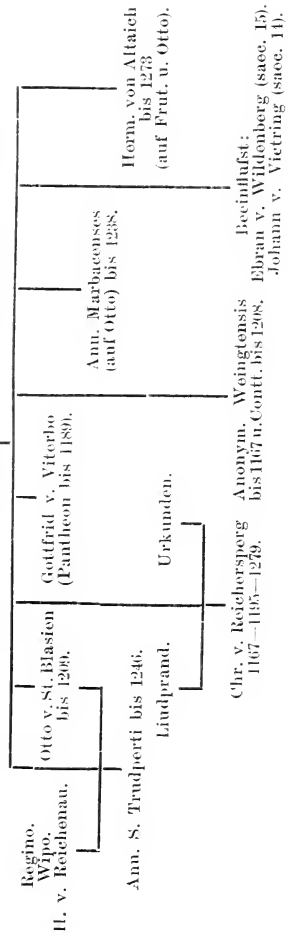 Regino.
Wipo.
H. v. Reichenau.
Otto v. St. Blasien
bis 1209.
Gottfrid v. Viterbo
(Pantheon bis 1189).
Ann. Marbacenses
(auf Otto) bis 1238.
Herm. von Altaich
bis 1273
(auf Frut. u. Otto).
Ann. S. Trudperti bis 1246.
Liudprand.
Urkunden.
Chr. v. Reichersperg
1167—1195—1279.
Anonym. Weingtensis
bis 1167 u. Contt. bis 1208.
Beeinflufst:
Ebran v. Wildenberg (saec. 15).
Johann v. Victring (saec. 14).